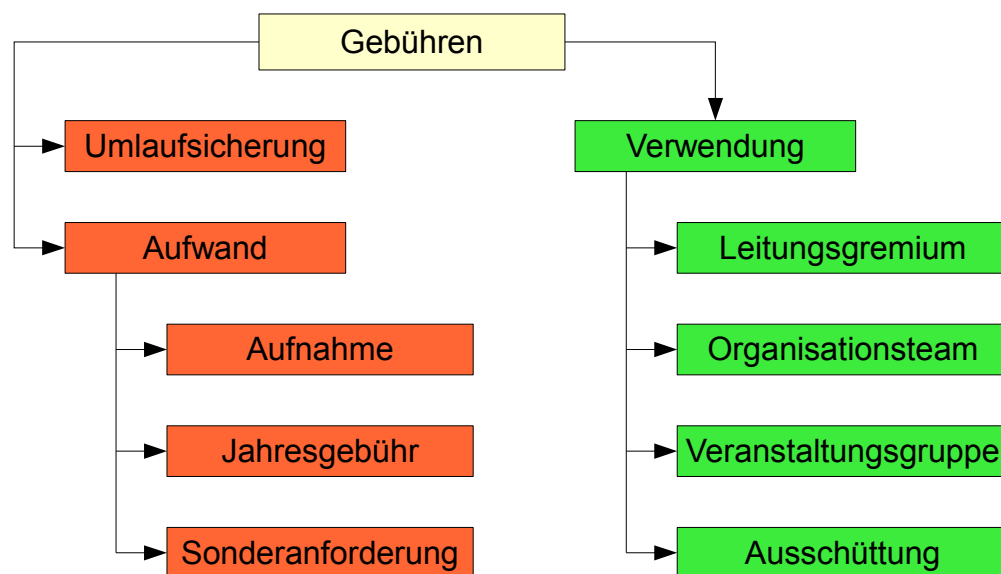 Gebühren
Umlaufsicherung
Verwendung
Aufwand
Leitungsgremium
Aufnahme
Organisationsteam
Jahresgebühr
Veranstaltungsgruppe
Sonderanforderung
Ausschüttung